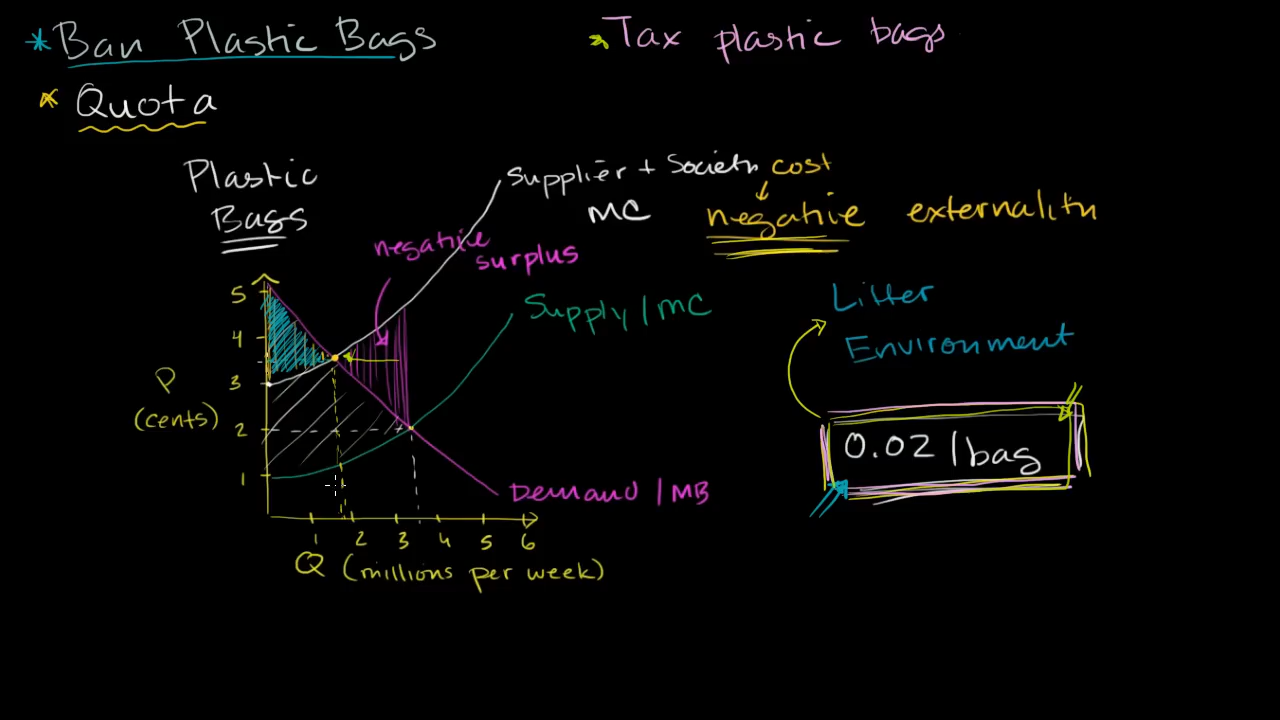 * Ban Plastic Bags
* Tax plastic bags
* Quota
Plastic
Bags
Supplier + Society cost
MC
negative externality
negative
surplus
Supply/MC
Litter
Environment
0.02 / bag
Demand / MB
P
(cents)
5
4
3
2
1
1 2 3 4 5 6
Q (millions per week)